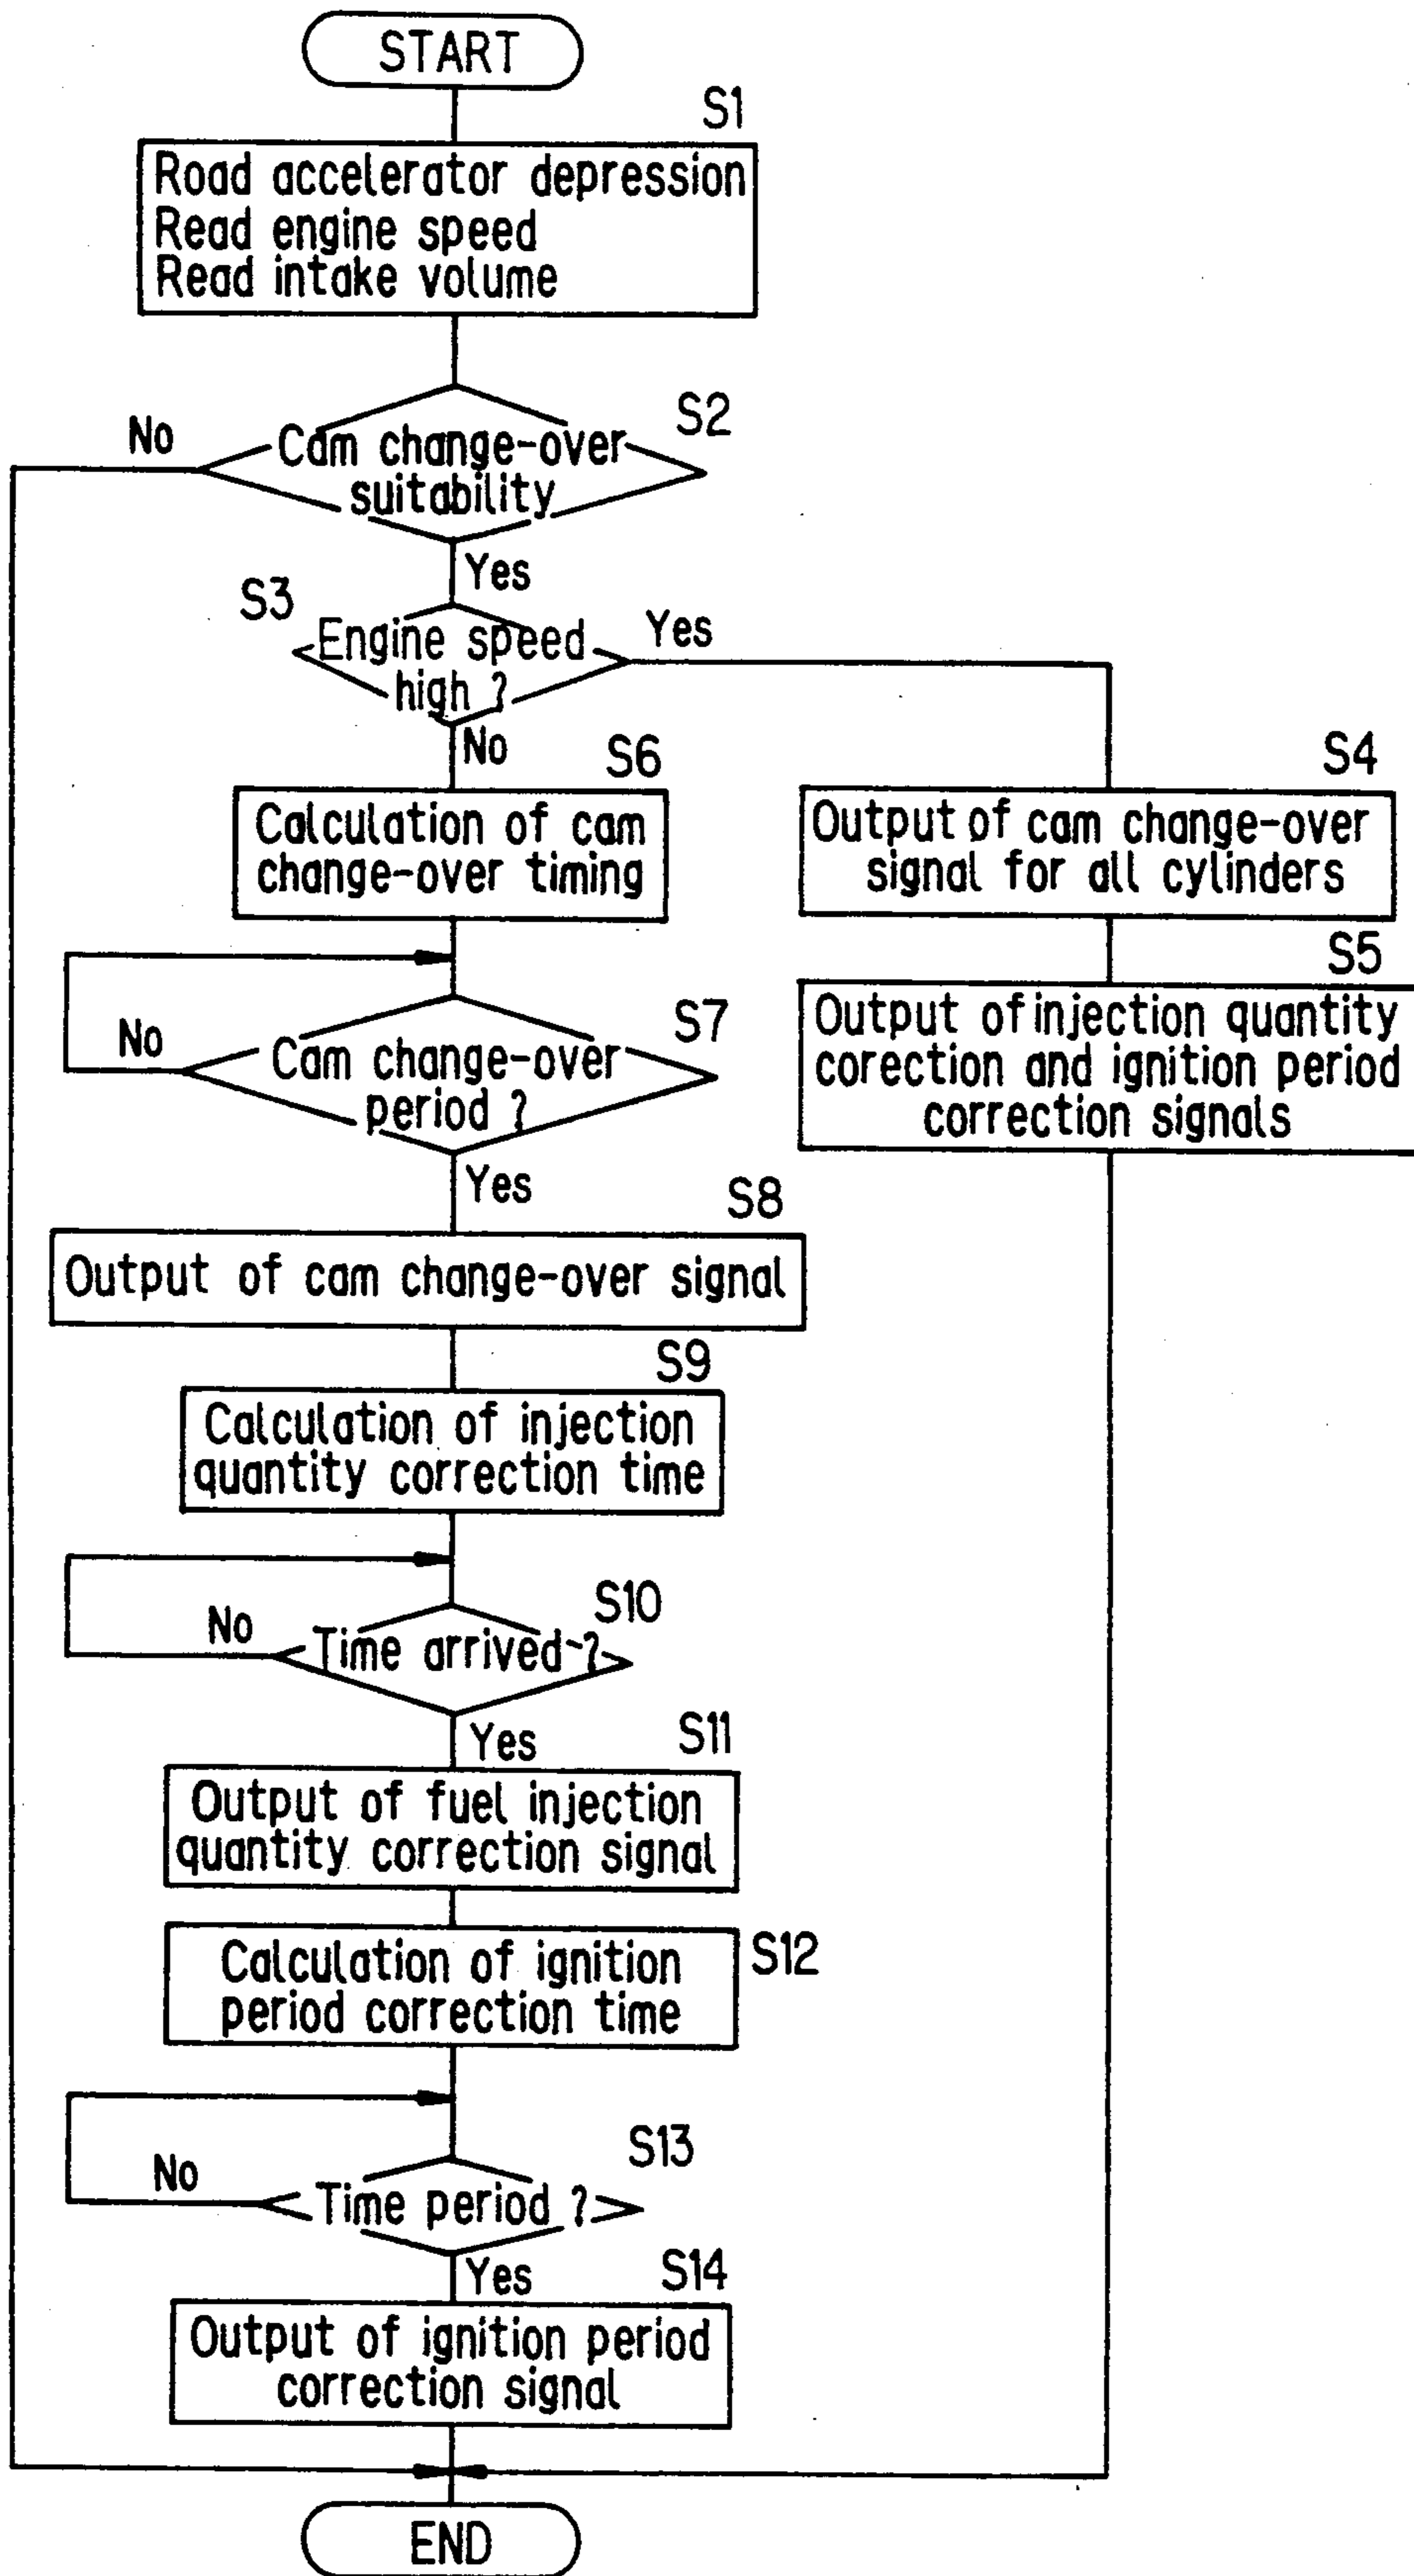 START
S1
Road accelerator depression
Read engine speed
Read intake volume
S2
No
Cam change-over
suitability
Yes
S3
Engine speed
high ?
Yes
No
S6
Calculation of cam
change-over timing
S4
Output of cam change-over
signal for all cylinders
S5
Output of injection quantity
corection and ignition period
correction signals
S7
No
Cam change-over
period ?
Yes
S8
Output of cam change-over signal
S9
Calculation of injection
quantity correction time
S10
No
Time arrived ?
Yes
S11
Output of fuel injection
quantity correction signal
S12
Calculation of ignition
period correction time
S13
No
Time period ?
Yes
S14
Output of ignition period
correction signal
END